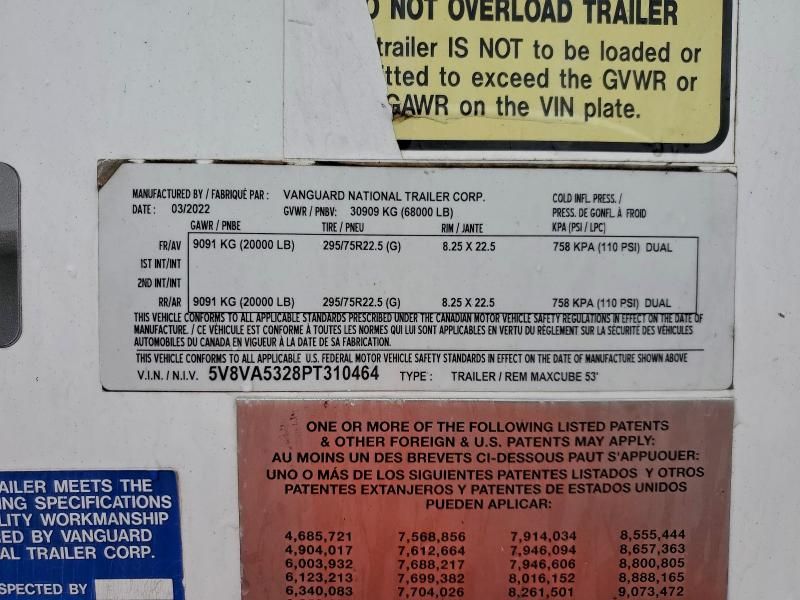 O NOT OVERLOAD TRAILER
trailer IS NOT to be loaded or
itted to exceed the GVWR or
GAWR on the VIN plate.
MANUFACTURED BY / FABRIQUÉ PAR : VANGUARD NATIONAL TRAILER CORP. COLD INFL PRESS. /
DATE : 03/2022 GVWR / PNBV: 30909 KG (68000 LB) PRESS. DE GONFL À FROID
GAWR / PNBE TIRE / PNEU RIM / JANTE KPA (PSI / LPC)
FR/AV 9091 KG (20000 LB) 295/75R22.5 (G) 8.25 X 22.5 758 KPA (110 PSI) DUAL
1ST INT/INT
2ND INT/INT
RR/AR 9091 KG (20000 LB) 295/75R22.5 (G) 8.25 X 22.5 758 KPA (110 PSI) DUAL
THIS VEHICLE CONFORMS TO ALL APPLICABLE STANDARDS PRESCRIBED UNDER THE CANADIAN MOTOR VEHICLE SAFETY REGULATIONS IN EFFECT ON THE DATE OF
MANUFACTURE. / CE VÉHICULE EST CONFORME À TOUTES LES NORMES QUI LUI SONT APPLICABLES EN VERTU DU RÈGLEMENT SUR LA SÉCURITÉ DES VÉHICULES
AUTOMOBILES DU CANADA EN VIGUEUR À LA DATE DE SA FABRICATION.
THIS VEHICLE CONFORMS TO ALL APPLICABLE U.S. FEDERAL MOTOR VEHICLE SAFETY STANDARDS IN EFFECT ON THE DATE OF MANUFACTURE SHOWN ABOVE
V.I.N. / N.I.V. 5V8VA5328PT310464 TYPE : TRAILER / REM MAXCUBE 53'
ONE OR MORE OF THE FOLLOWING LISTED PATENTS
& OTHER FOREIGN & U.S. PATENTS MAY APPLY:
AU MOINS UN DES BREVETS CI-DESSOUS PAUT S'APPUOUER:
UNO O MÁS DE LOS SIGUIENTES PATENTES LISTADOS Y OTROS
PATENTES EXTANJEROS Y PATENTES DE ESTADOS UNIDOS
PUEDEN APLICAR:
4,685,721 7,568,856 7,914,034 8,555,444
4,904,017 7,612,664 7,946,094 8,657,363
6,003,932 7,688,217 7,946,606 8,800,805
6,123,213 7,699,382 8,016,152 8,888,165
6,340,083 7,704,026 8,261,501 9,073,472
AILER MEETS THE
NG SPECIFICATIONS
LITY WORKMANSHIP
ED BY VANGUARD
AL TRAILER CORP.
SPECTED BY